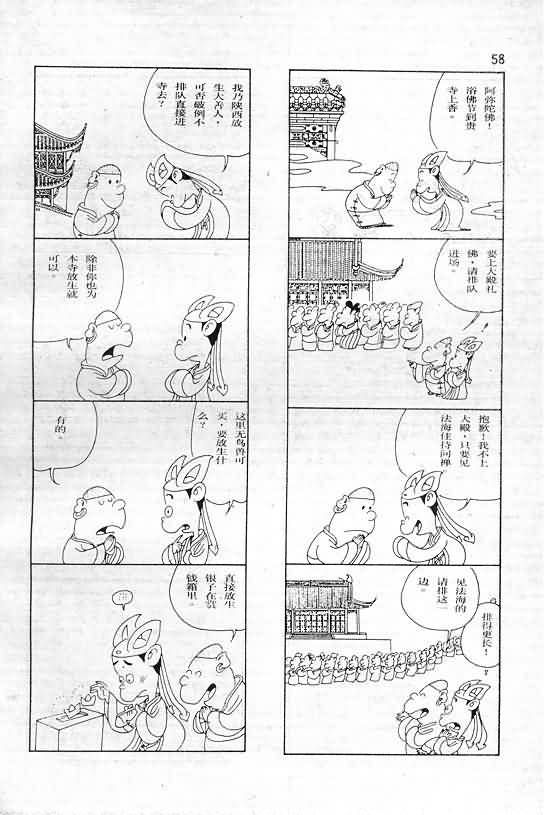 58
阿弥陀佛！
浴佛节到贵
寺上香。
要上大殿礼
佛，请排队
进场。
抱歉！我不上
大殿，只要见
法海住持问禅
见法海的
请排这一
边。
排得更长！
我乃陕西放
生大善人，
可否破例不
排队直接进
寺去？
除非你也为
本寺放生就
可以。
这里无鸟兽可
买，要放生什
么？
有的。
直接放生
银子在
钱箱里。